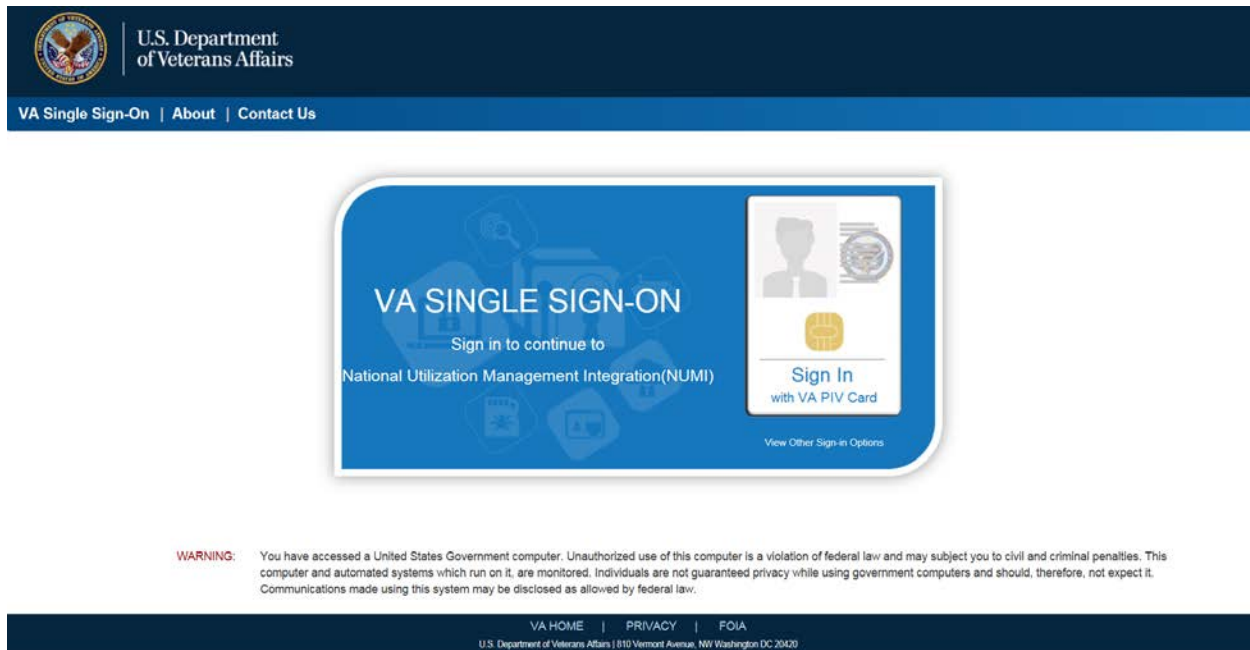 U.S. Department
of Veterans Affairs
VA Single Sign-On | About | Contact Us
VA SINGLE SIGN-ON
Sign in to continue to
National Utilization Management Integration(NUMI)
Sign In
with VA PIV Card
View Other Sign-in Options
WARNING: You have accessed a United States Government computer. Unauthorized use of this computer is a violation of federal law and may subject you to civil and criminal penalties. This
computer and automated systems which run on it, are monitored. Individuals are not guaranteed privacy while using government computers and should, therefore, not expect it.
Communications made using this system may be disclosed as allowed by federal law.
VA HOME | PRIVACY | FOIA
U.S. Department of Veterans Affairs | 810 Vermont Avenue, NW Washington DC 20420